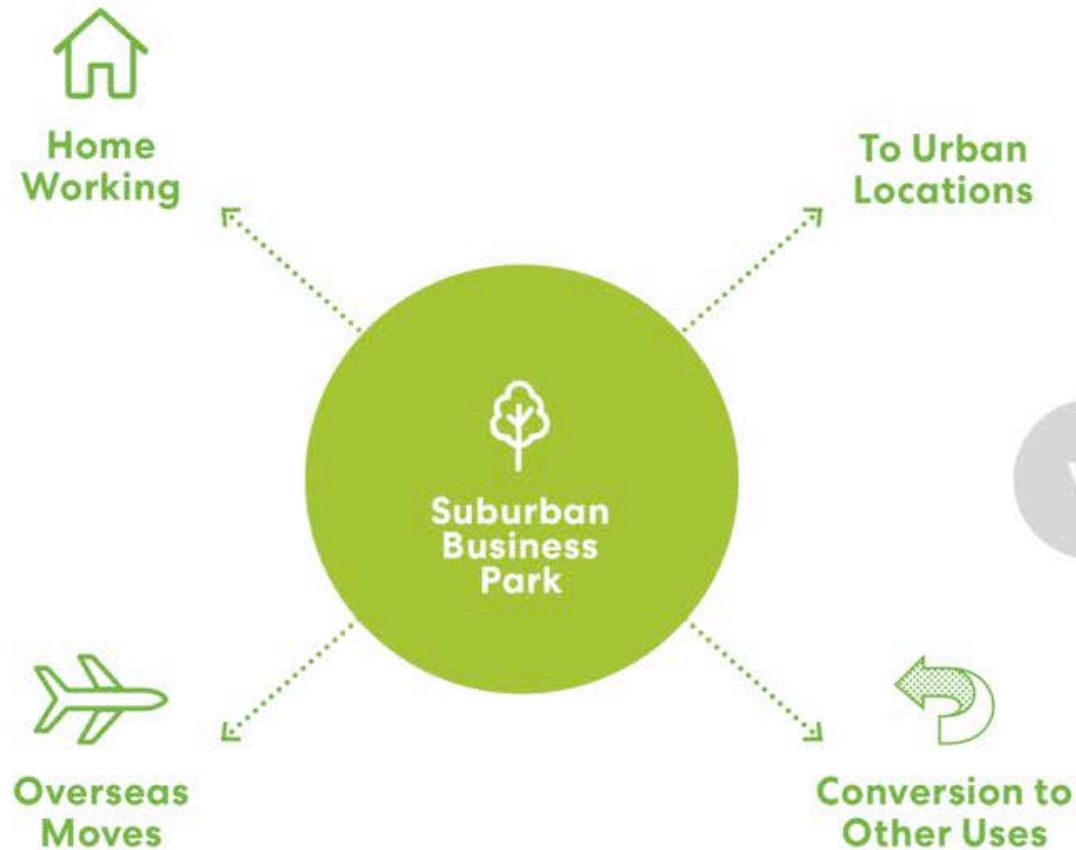 Home
Working
To Urban
Locations
Suburban
Business
Park
Overseas
Moves
Conversion to
Other Uses